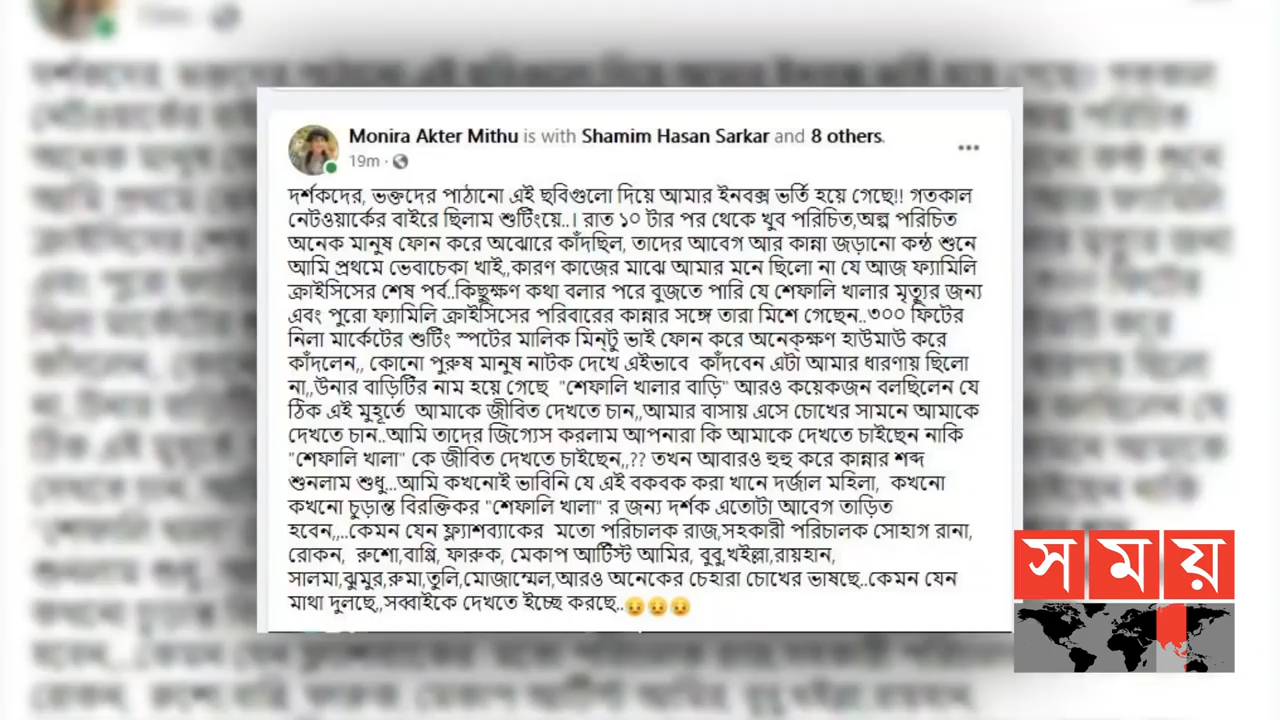 Monira Akter Mithu is with Shamim Hasan Sarkar and 8 others.
19m ·
দর্শকদের, ভক্তদের পাঠানো এই ছবিগুলো দিয়ে আমার ইনবক্স ভর্তি হয়ে গেছে!! গতকাল
নেটওয়ার্কের বাইরে ছিলাম শুটিংয়ে..। রাত ১০ টার পর থেকে খুব পরিচিত,অল্প পরিচিত
অনেক মানুষ ফোন করে অঝোরে কাঁদছিল, তাদের আবেগ আর কান্না জড়ানো কন্ঠ শুনে
আমি প্রথমে ভেবাচেকা খাই,,কারণ কাজের মাঝে আমার মনে ছিলো না যে আজ ফ্যামিলি
ক্রাইসিসের শেষ পর্ব..কিছুক্ষণ কথা বলার পরে বুজতে পারি যে শেফালি খালার মৃত্যুর জন্য
এবং পুরো ফ্যামিলি ক্রাইসিসের পরিবারের কান্নার সঙ্গে তারা মিশে গেছেন..৩০০ ফিটের
নিলা মার্কেটের শুটিং স্পটের মালিক মিন্টু ভাই ফোন করে অনেক্ষণ হাউমাউ করে
কাঁদলেন,, কোনো পুরুষ মানুষ নাটক দেখে এইভাবে কাঁদবেন এটা আমার ধারণায় ছিলো
না,,উনার বাড়িটির নাম হয়ে গেছে "শেফালি খালার বাড়ি" আরও কয়েকজন বলছিলেন যে
ঠিক এই মুহূর্তে আমাকে জীবিত দেখতে চান,,আমার বাসায় এসে চোখের সামনে আমাকে
দেখতে চান..আমি তাদের জিগ্যেস করলাম আপনারা কি আমাকে দেখতে চাইছেন নাকি
"শেফালি খালা" কে জীবিত দেখতে চাইছেন,,?? তখন আবারও হুহু করে কান্নার শব্দ
শুনলাম শুধু...আমি কখনোই ভাবিনি যে এই বকবক করা খানে দর্জাল মহিলা, কখনো
কখনো চুড়ান্ত বিরক্তিকর "শেফালি খালা" র জন্য দর্শক এতোটা আবেগ তাড়িত
হবেন,,..কেমন যেন ফ্ল্যাশব্যাকের মতো পরিচালক রাজ,সহকারী পরিচালক সোহাগ রানা,
রোকন, রুশো,বাপ্পি, ফারুক, মেকাপ আর্টিস্ট আমির, বুবু,খইল্লা,রায়হান,
সালমা,ঝুমুর,রুমা,তুলি,মোজাম্মেল,আরও অনেকের চেহারা চোখের ভাষছে..কেমন যেন
মাথা দুলছে,,সব্বাইকে দেখতে ইচ্ছে করছে..
সময়